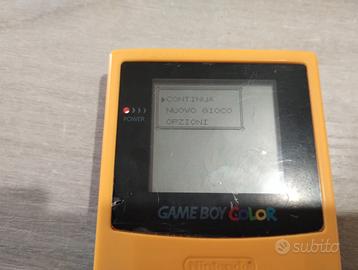 ▶CONTINUA
NUOVO GIOCO
OPZIONI
POWER
GAME BOY COLOR
Nintendo
subito